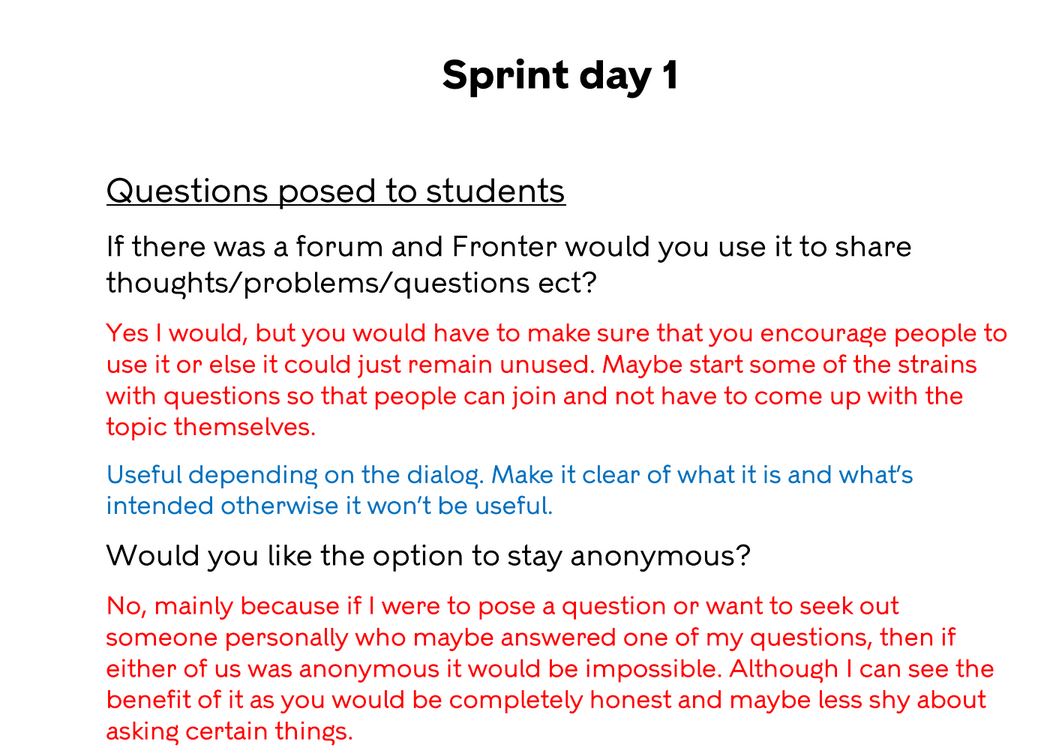 Sprint day 1
Questions posed to students
If there was a forum and Fronter would you use it to share
thoughts/problems/questions ect?
Yes I would, but you would have to make sure that you encourage people to
use it or else it could just remain unused. Maybe start some of the strains
with questions so that people can join and not have to come up with the
topic themselves.
Useful depending on the dialog. Make it clear of what it is and what's
intended otherwise it won't be useful.
Would you like the option to stay anonymous?
No, mainly because if I were to pose a question or want to seek out
someone personally who maybe answered one of my questions, then if
either of us was anonymous it would be impossible. Although I can see the
benefit of it as you would be completely honest and maybe less shy about
asking certain things.